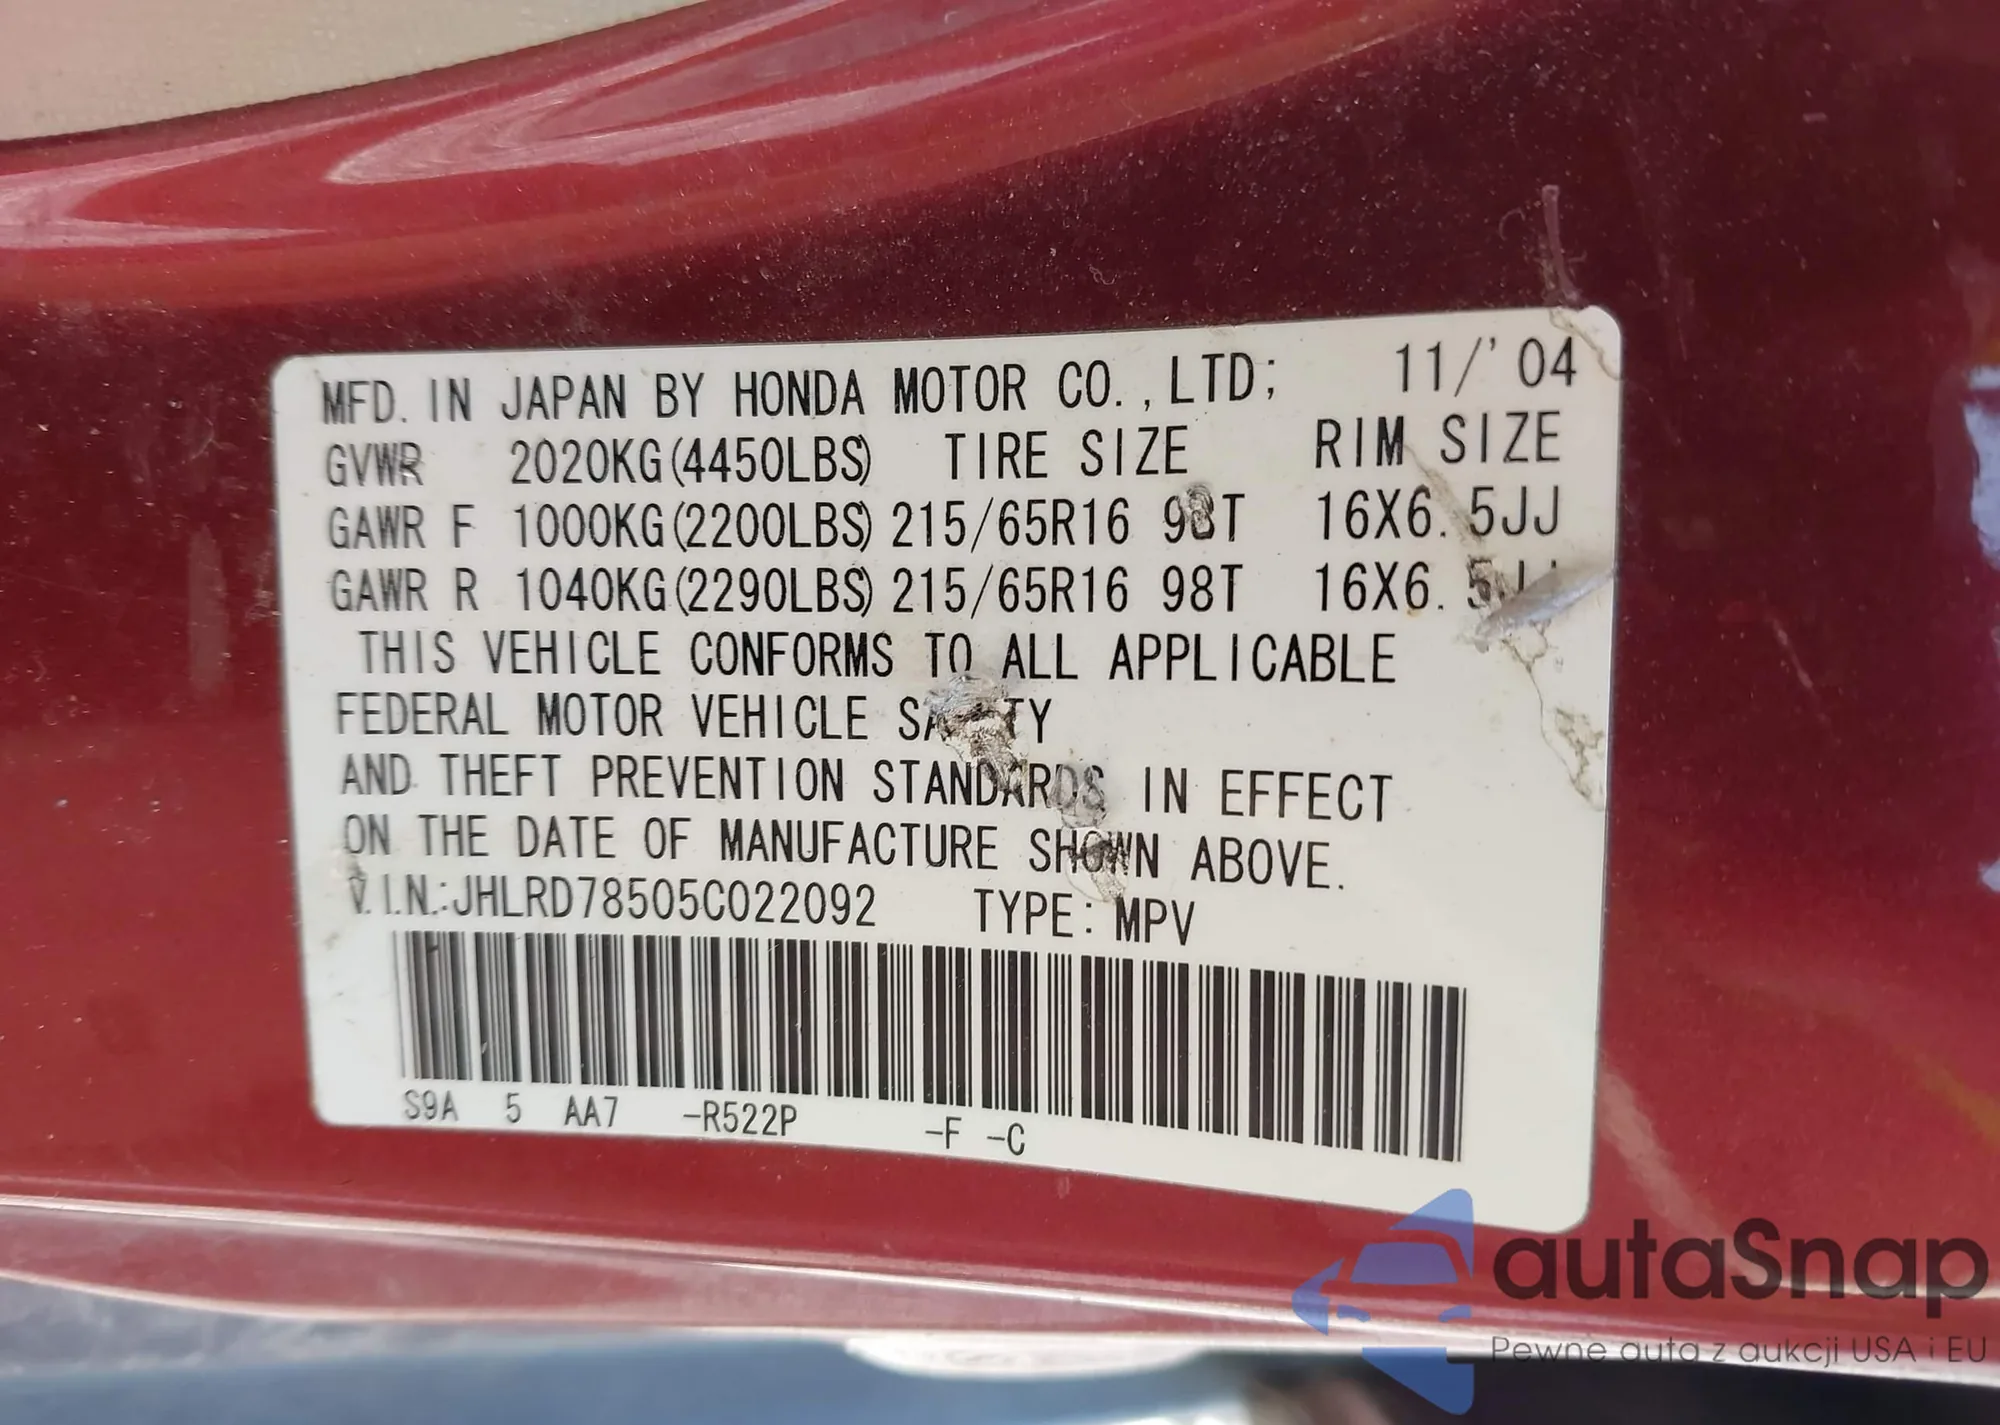 MFD. IN JAPAN BY HONDA MOTOR CO., LTD; 11/'04
GVWR 2020KG(4450LBS) TIRE SIZE RIM SIZE
GAWR F 1000KG(2200LBS) 215/65R16 98T 16X6.5JJ
GAWR R 1040KG(2290LBS) 215/65R16 98T 16X6.5JJ
THIS VEHICLE CONFORMS TO ALL APPLICABLE
FEDERAL MOTOR VEHICLE SAFETY
AND THEFT PREVENTION STANDARDS IN EFFECT
ON THE DATE OF MANUFACTURE SHOWN ABOVE.
V.I.N.:JHLRD78505C022092 TYPE: MPV
S9A 5 AA7 -R522P -F -C
autaSnap
Pewne auta z aukcji USA i EU